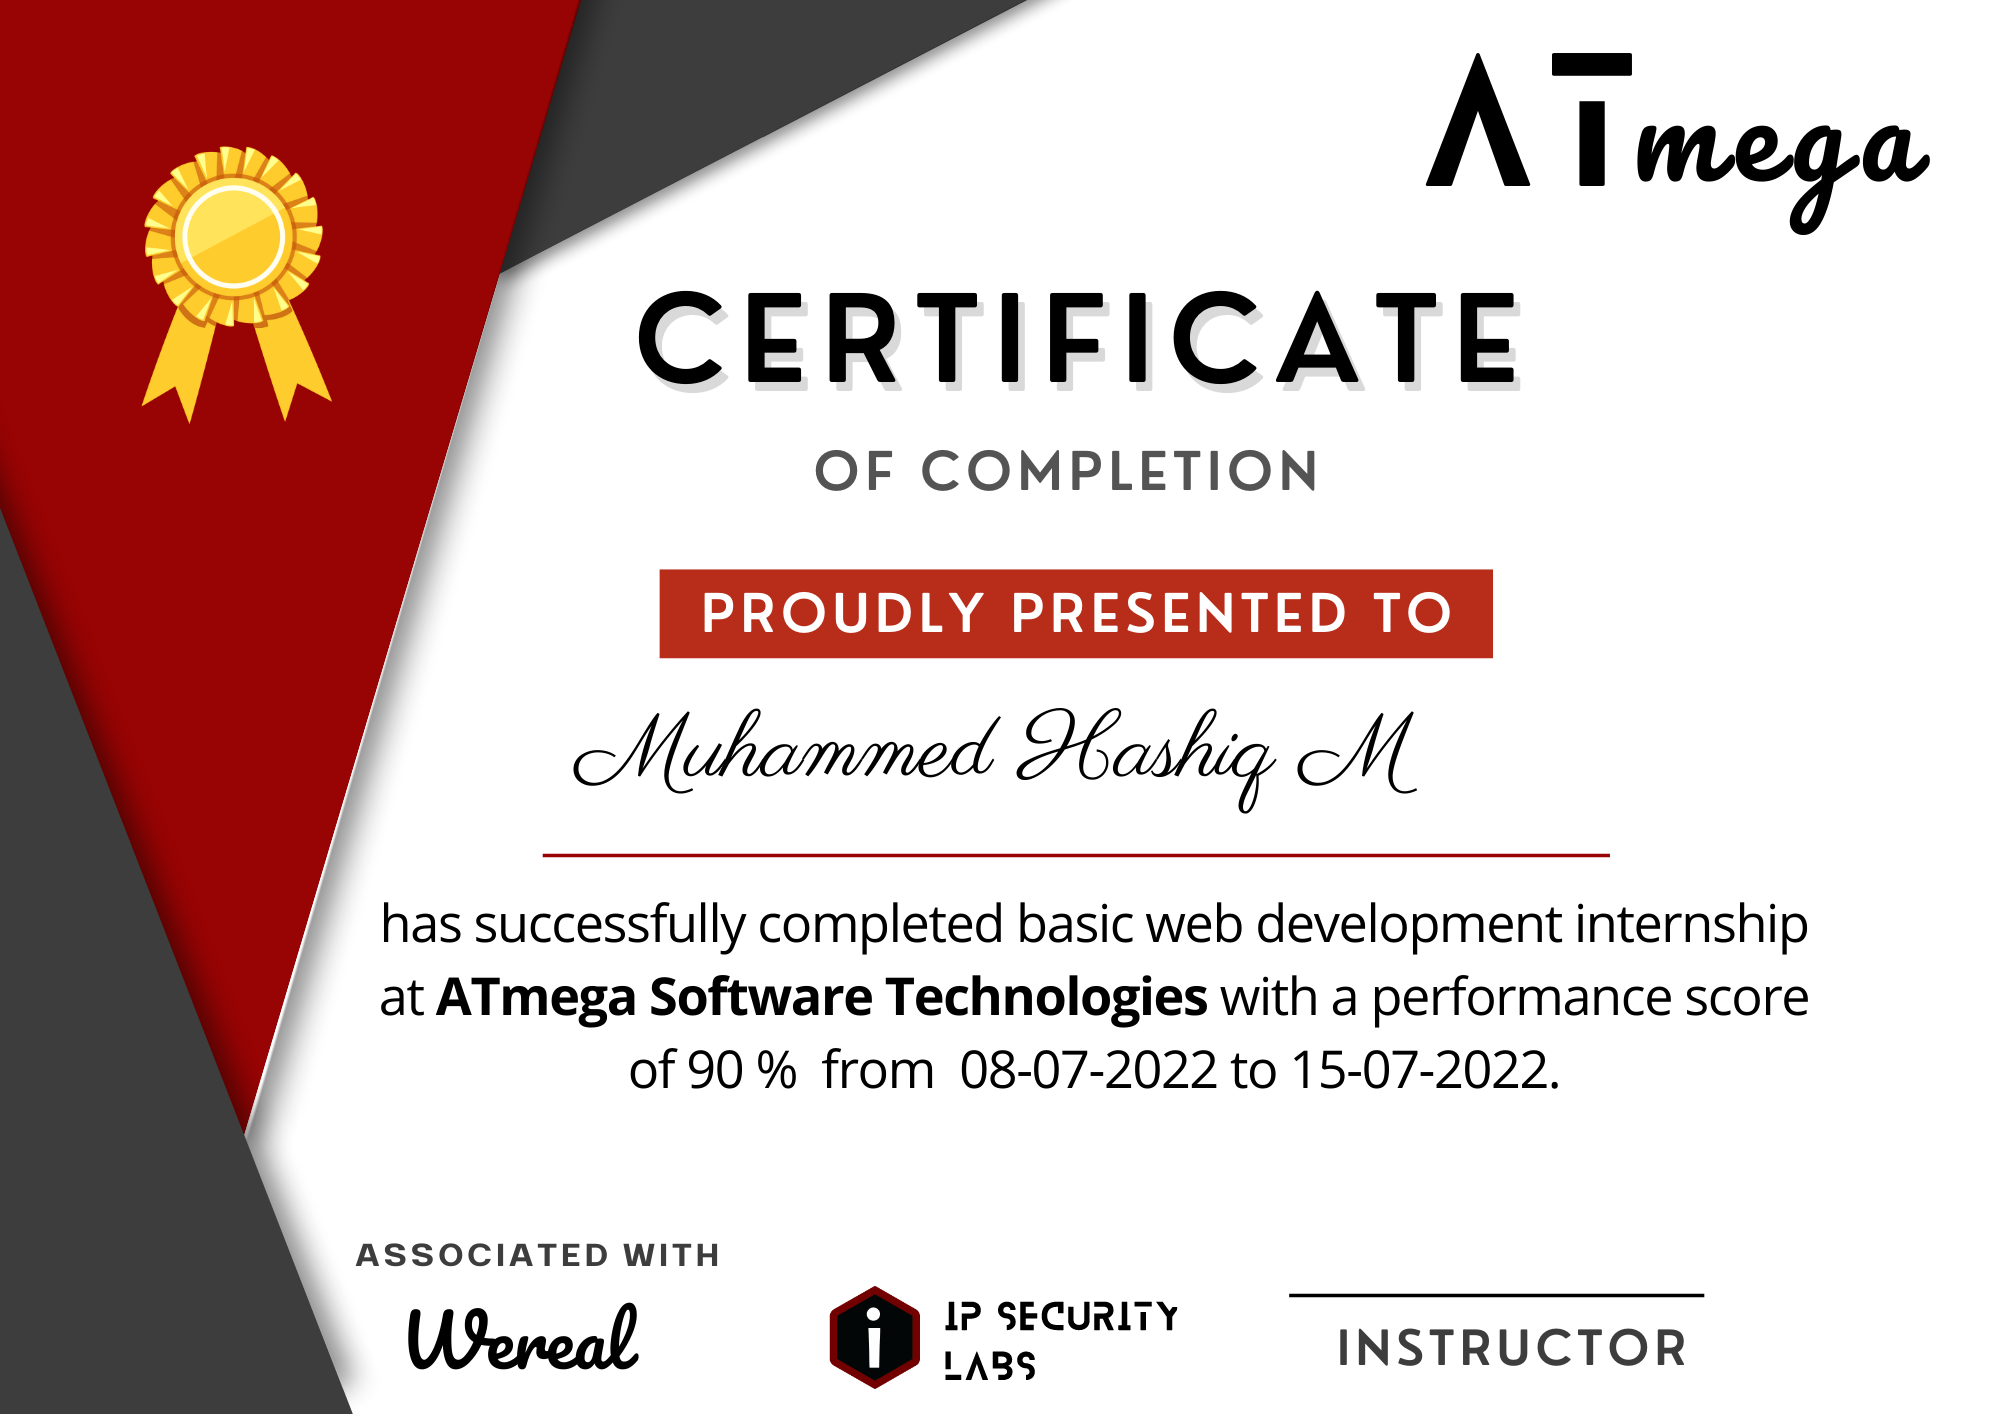 ATmega
CERTIFICATE
OF COMPLETION
PROUDLY PRESENTED TO
Muhammed Hashiq M
has successfully completed basic web development internship
at ATmega Software Technologies with a performance score
of 90 % from 08-07-2022 to 15-07-2022.
ASSOCIATED WITH
Wereal
i
IP SECURITY
LABS
INSTRUCTOR